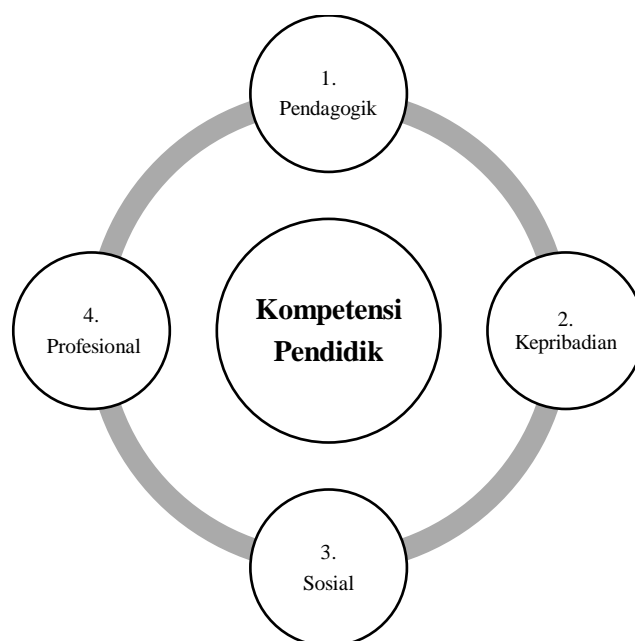 1.
Pendagogik
Kompetensi
Pendidik
2.
Kepribadian
3.
Sosial
4.
Profesional